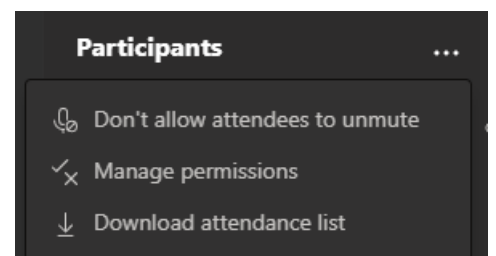 Participants ...
Don't allow attendees to unmute
Manage permissions
Download attendance list